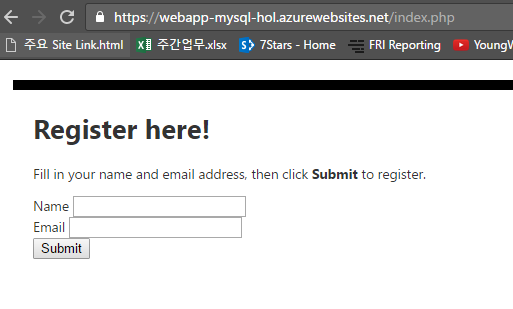 https://webapp-mysql-hol.azurewebsites.net/index.php
주요 Site Link.html 주간업무.xlsx 7Stars - Home FRI Reporting
Register here!
Fill in your name and email address, then click Submit to register.
Name
Email
Submit